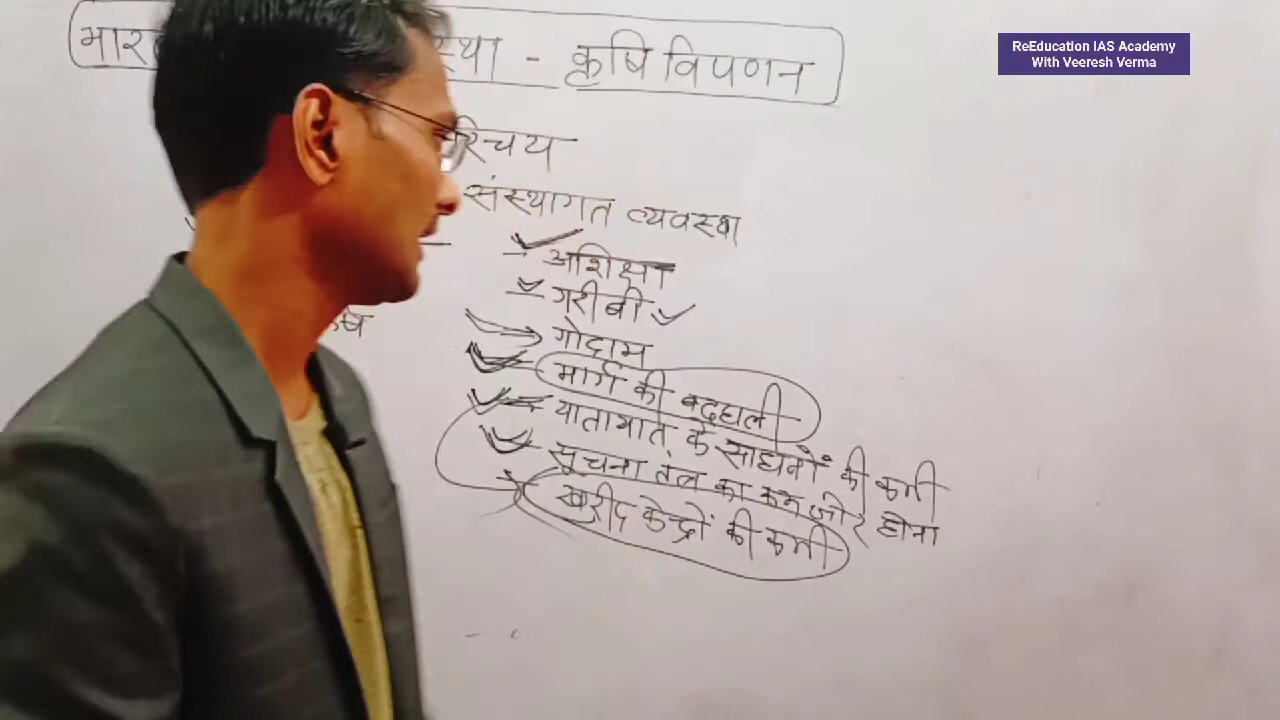 ReEducation IAS Academy
With Veeresh Verma
भार स्था - कृषि विपणन
रिचय
संस्थागत व्यवस्था
अशिक्षा
गरीबी
गोदाम
मार्ग की बदहाली
यातायात के साधनों की कमी
सूचना तंत्र का कमजोर होना
खरीद केन्द्रों की कमी